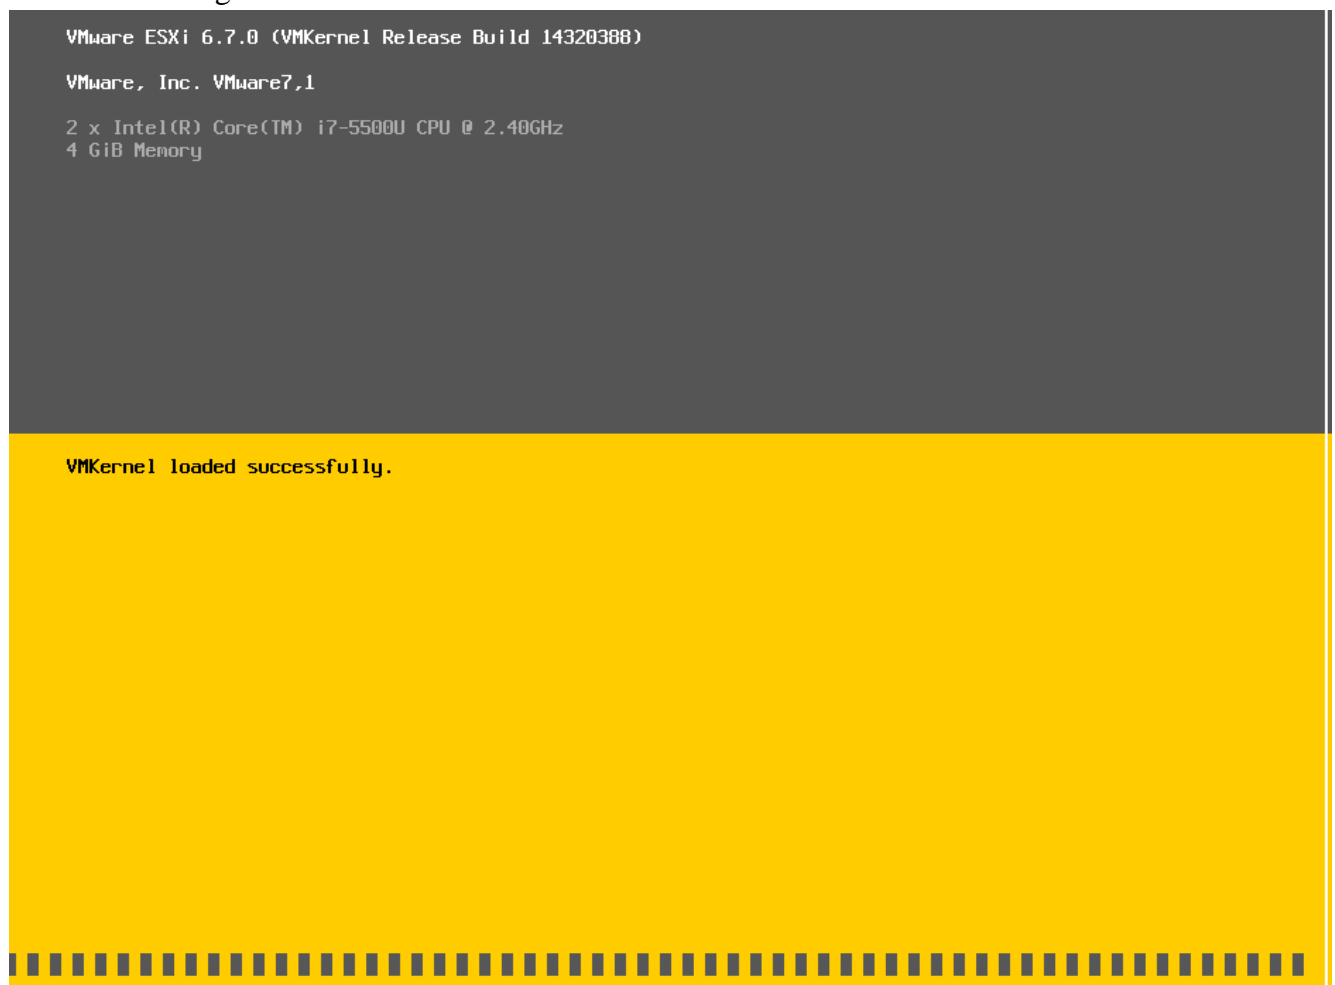 VMware ESXi 6.7.0 (VMKernel Release Build 14320388)
VMware, Inc. VMware7,1
2 x Intel(R) Core(TM) i7-5500U CPU @ 2.40GHz
4 GiB Memory
VMKernel loaded successfully.